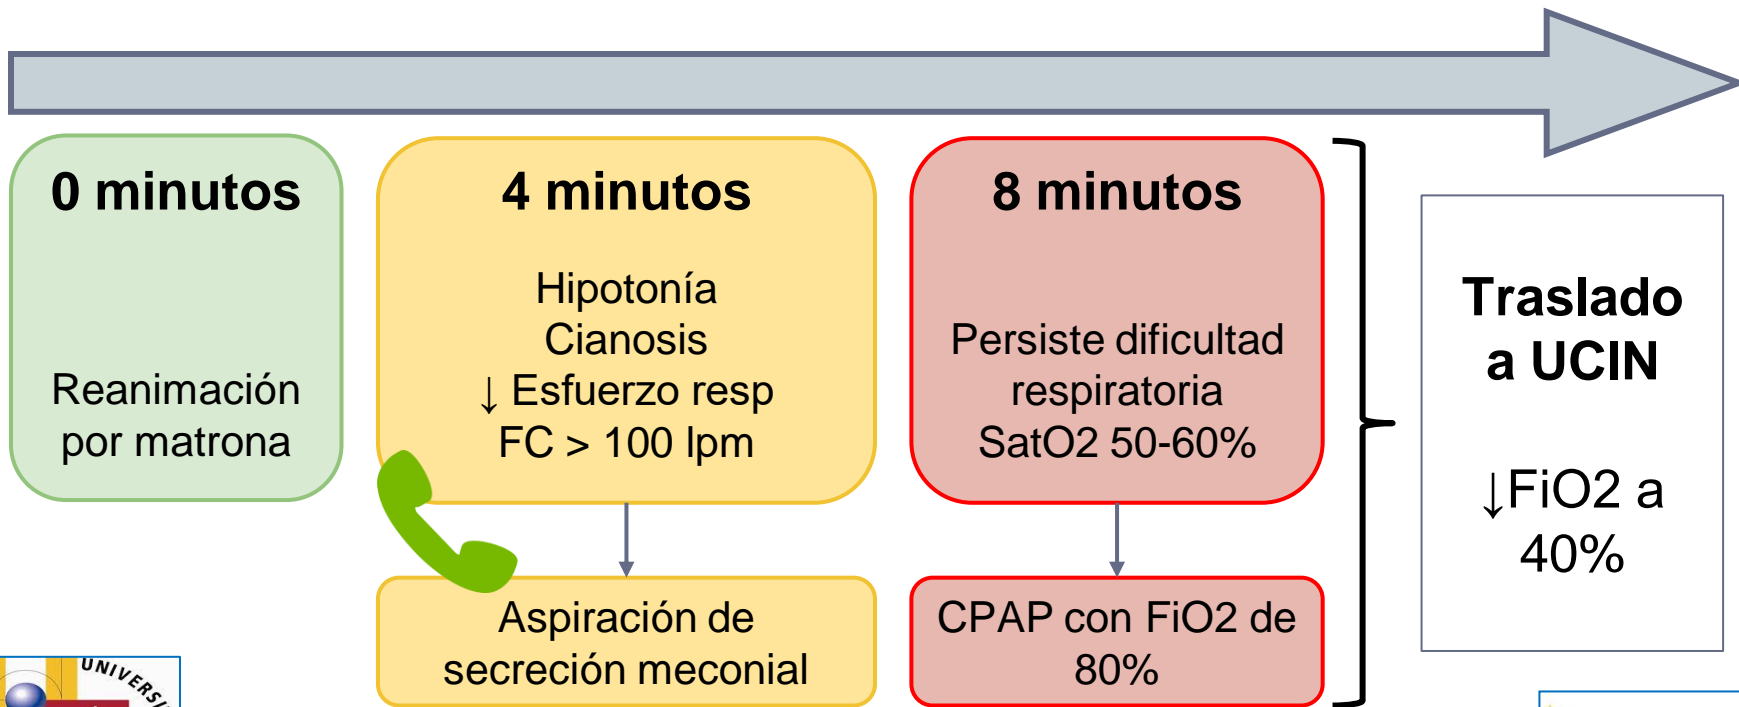 0 minutos
Reanimación
por matrona
4 minutos
Hipotonía
Cianosis
↓ Esfuerzo resp
FC > 100 lpm
Aspiración de
secreción meconial
8 minutos
Persiste dificultad
respiratoria
SatO2 50-60%
CPAP con FiO2 de
80%
Traslado
a UCIN
↓FiO2 a
40%